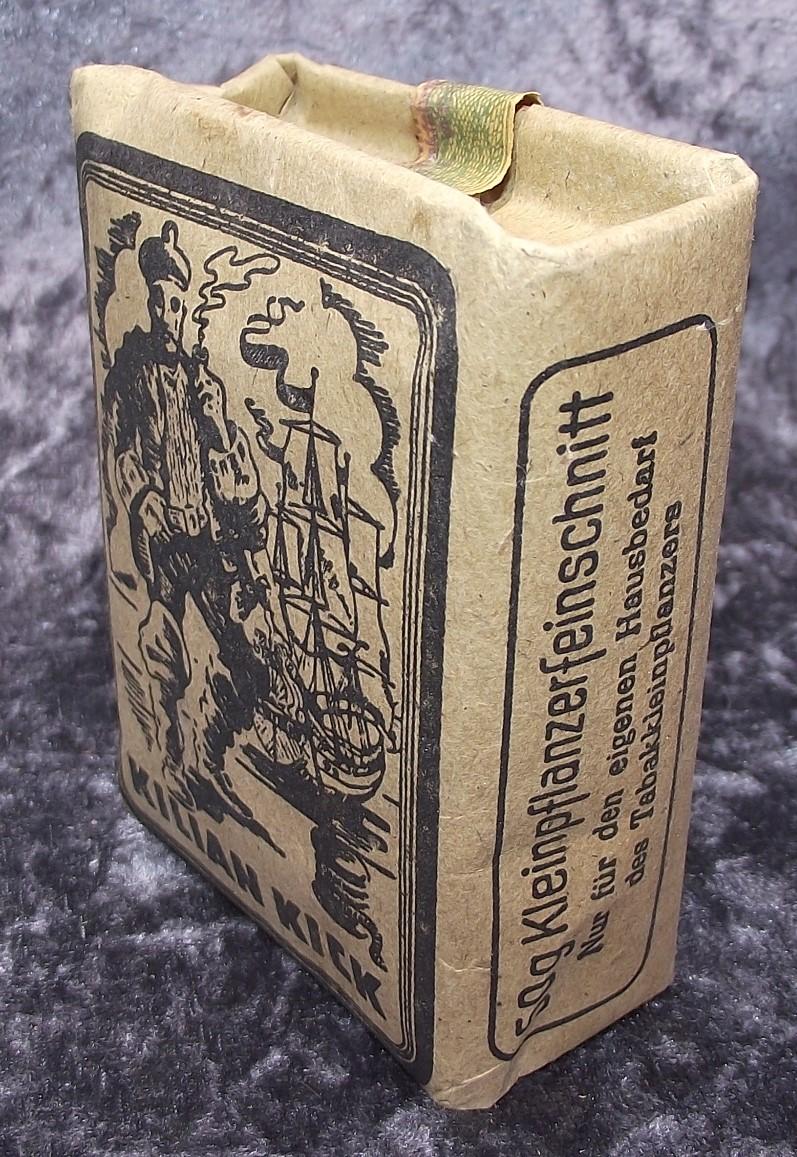 KILIAN KICK
50g Kleinpflanzerfeinschnitt
Nur für den eigenen Hausbedarf
des Tabakkleinpflanzers